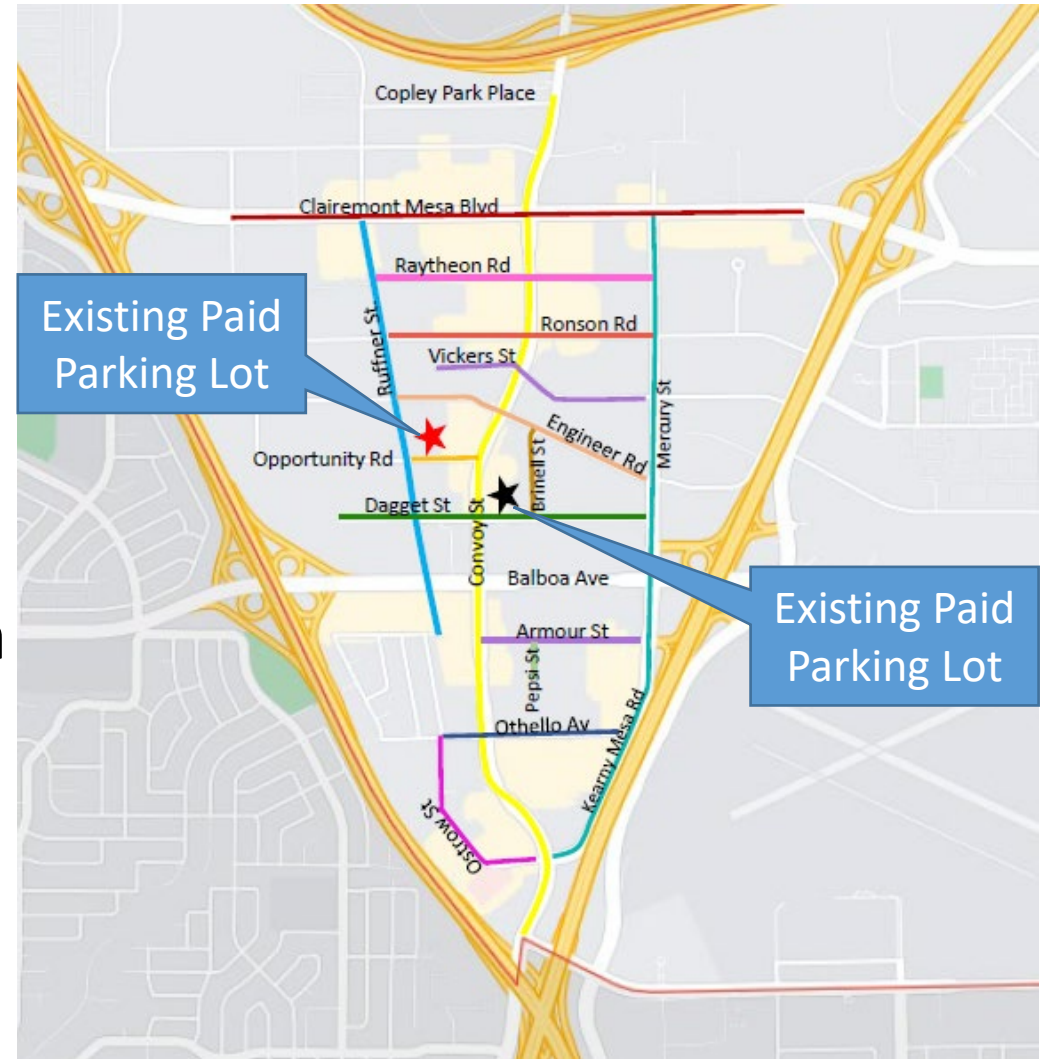 Copley Park Place
Clairemont Mesa Blvd
Raytheon Rd
Existing Paid
Parking Lot
Ruffner St.
Ronson Rd
Vickers St
Mercury St
Engineer Rd
Opportunity Rd
Brinell St
Dagget St
Convoy St
Balboa Ave
Existing Paid
Parking Lot
Armour St
Pepsi St
Othello Av
Kearny Mesa Rd
Ostrow St